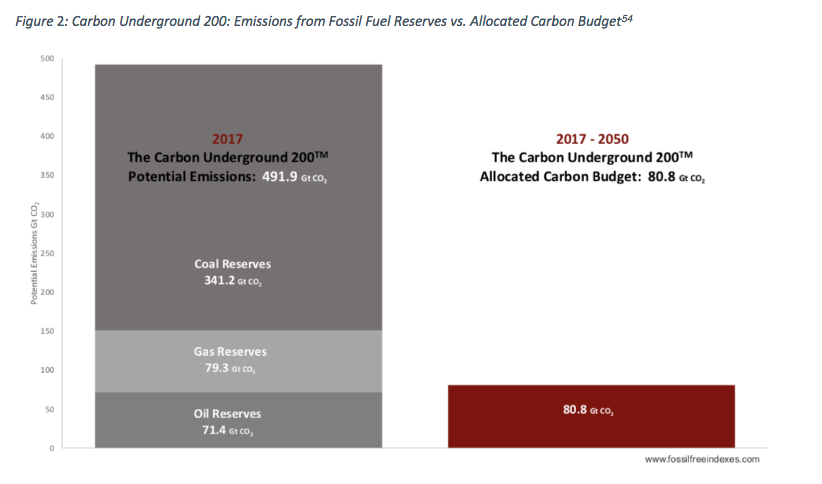 Figure 2: Carbon Underground 200: Emissions from Fossil Fuel Reserves vs. Allocated Carbon Budget⁵⁴
500
450
400
350
300
250
200
150
100
50
0
Potential Emissions Gt CO₂
2017
The Carbon Underground 200™
Potential Emissions: 491.9 Gt CO₂
Coal Reserves
341.2 Gt CO₂
Gas Reserves
79.3 Gt CO₂
Oil Reserves
71.4 Gt CO₂
2017 - 2050
The Carbon Underground 200™
Allocated Carbon Budget: 80.8 Gt CO₂
80.8 Gt CO₂
www.fossilfreeindexes.com